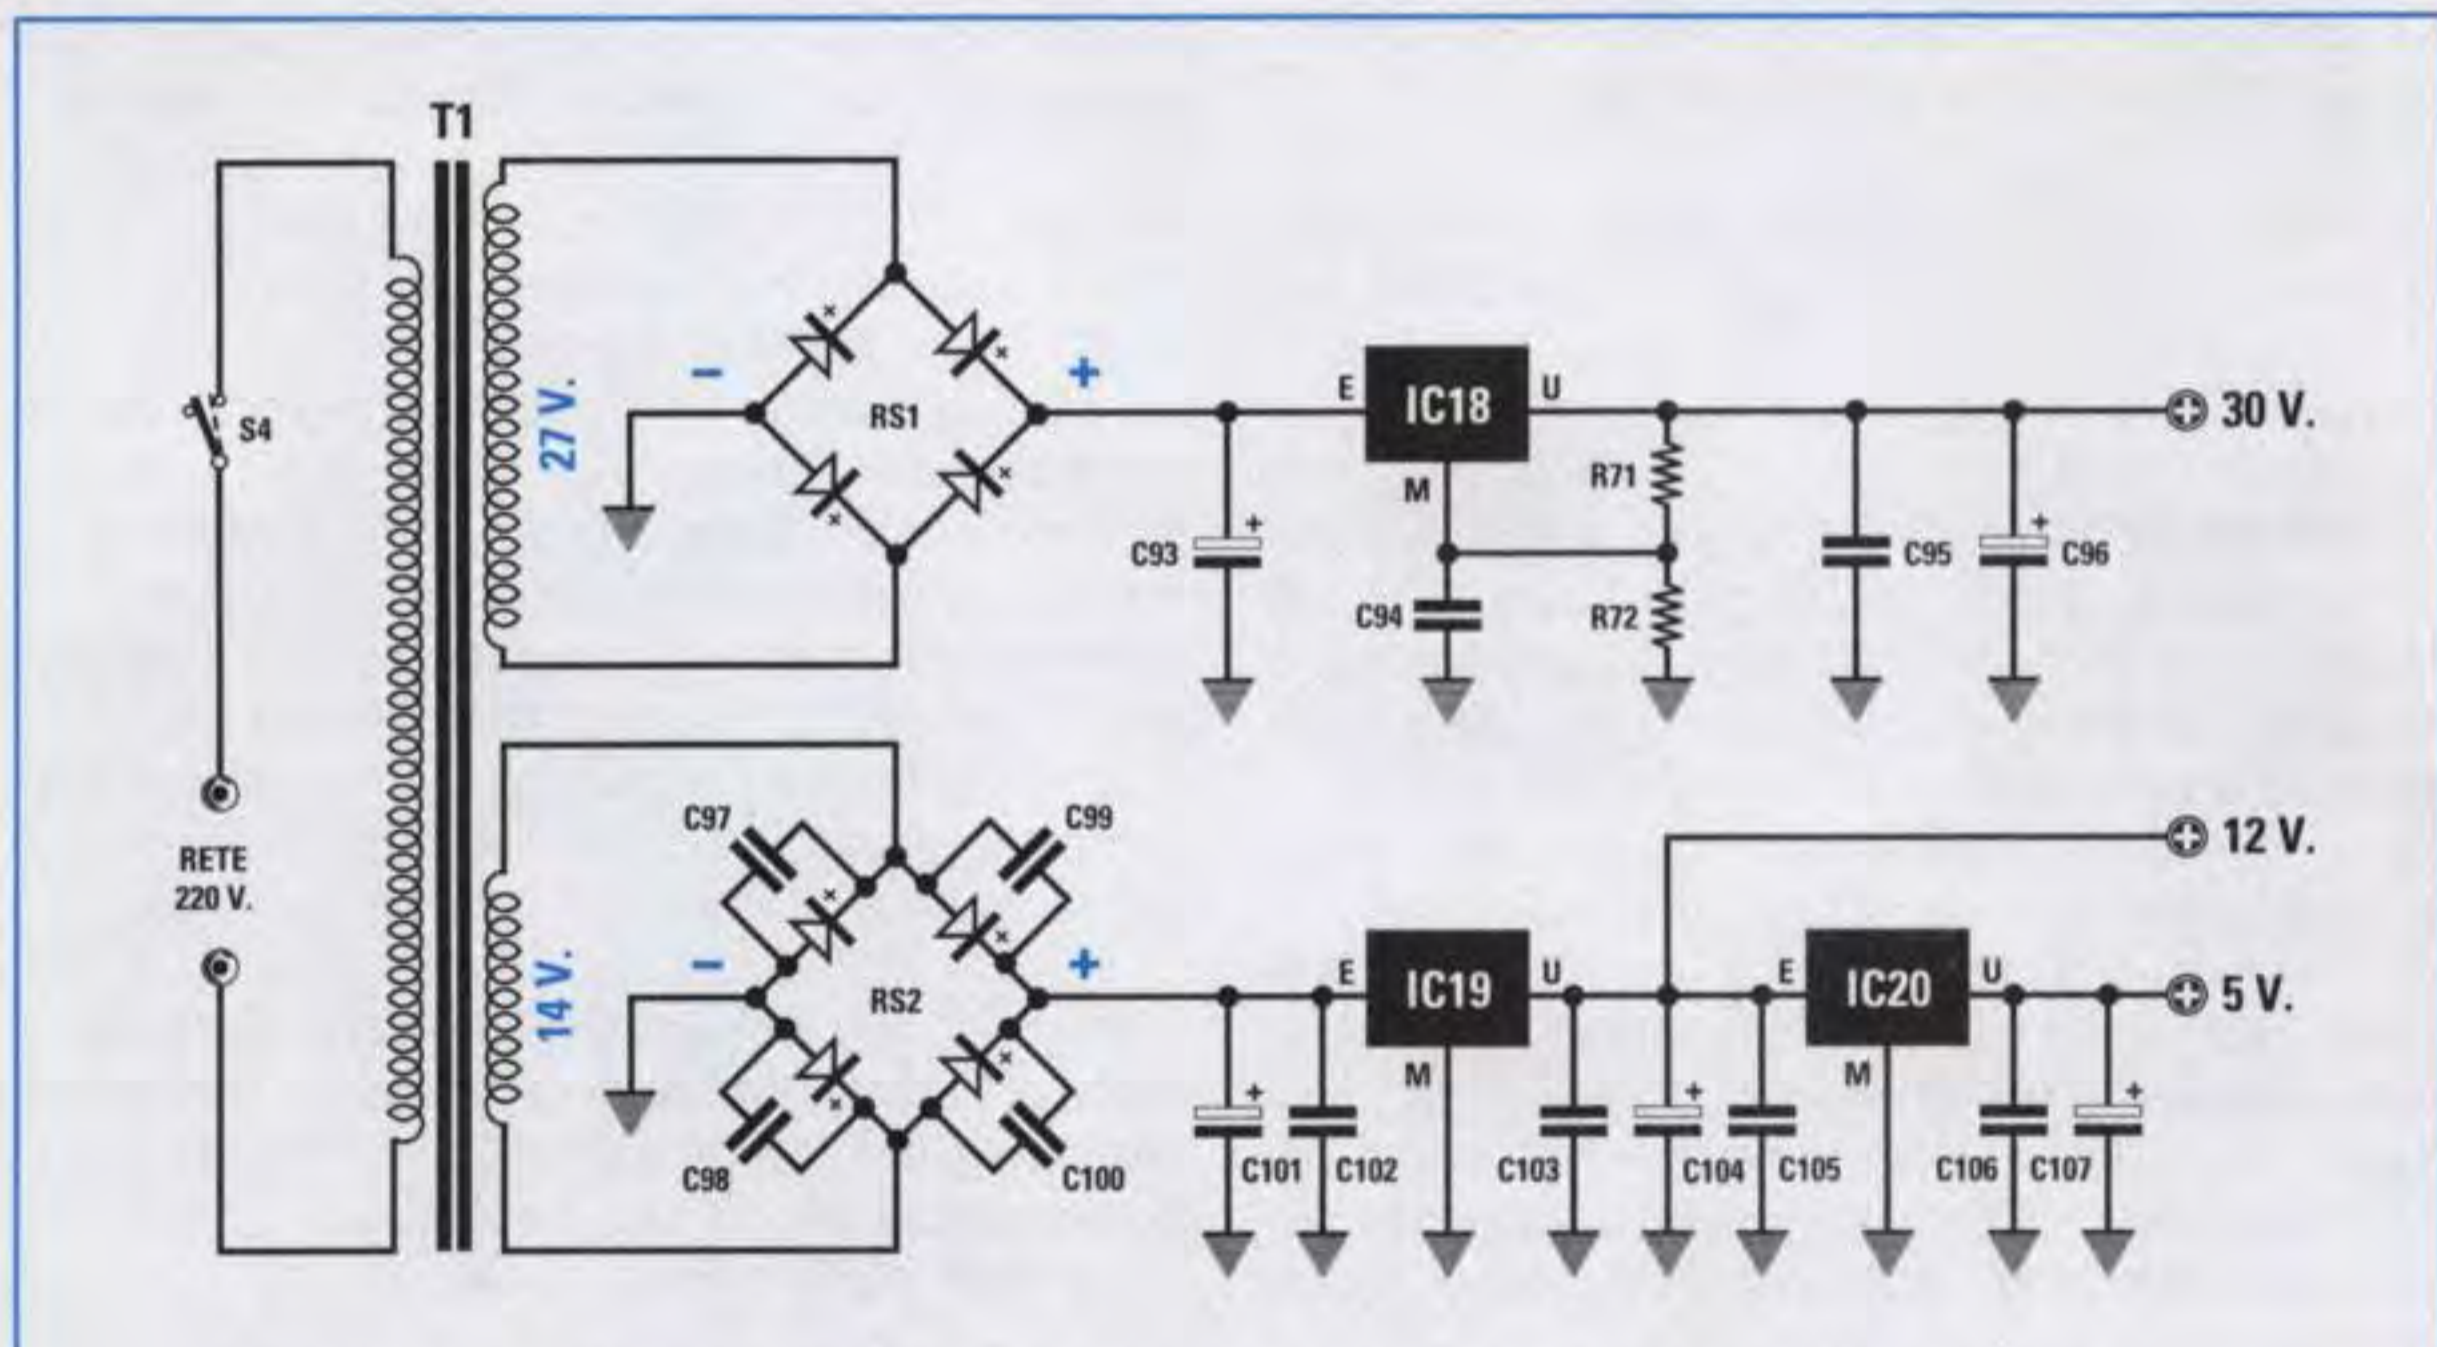 T1
S4
27 V.
-
+
RS1
E
IC18
U
M
30 V.
R71
C93
+
C94
R72
C95
+
C96
RETE
220 V.
14 V.
C97
C99
-
+
RS2
C98
C100
12 V.
E
IC19
U
M
E
IC20
U
M
5 V.
+
C101
C102
C103
+
C104
C105
C106
C107
+